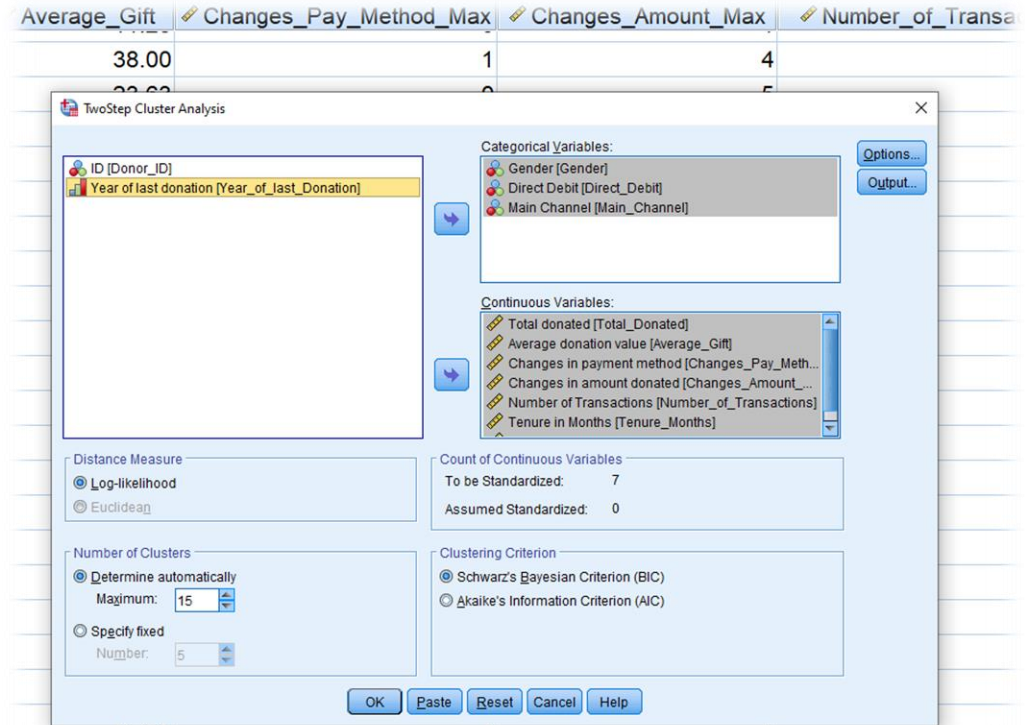 Average_Gift Changes_Pay_Method_Max Changes_Amount_Max
38.00 1 4
TwoStep Cluster Analysis
ID [Donor_ID]
Year of last donation [Year_of_last_Donation]
Categorical Variables:
Gender [Gender]
Direct Debit [Direct_Debit]
Main Channel [Main_Channel]
Options...
Output...
Continuous Variables:
Total donated [Total_Donated]
Average donation value [Average_Gift]
Changes in payment method [Changes_Pay_Meth...
Changes in amount donated [Changes_Amount_...
Number of Transactions [Number_of_Transactions]
Tenure in Months [Tenure_Months]
Distance Measure
Log-likelihood
Euclidean
Count of Continuous Variables
To be Standardized: 7
Assumed Standardized: 0
Number of Clusters
Determine automatically
Maximum: 15
Specify fixed
Number: 5
Clustering Criterion
Schwarz's Bayesian Criterion (BIC)
Akaike's Information Criterion (AIC)
OK Paste Reset Cancel Help